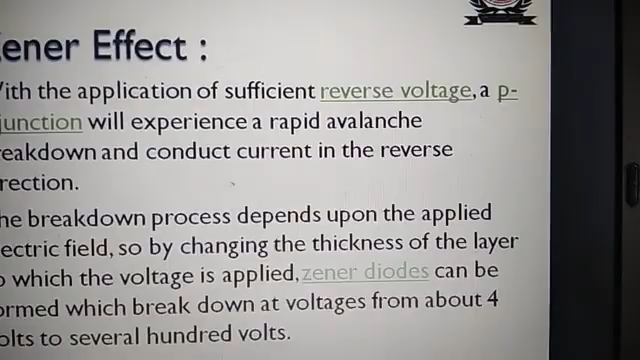 ener Effect :
ith the application of sufficient reverse voltage, a p-
junction will experience a rapid avalanche
eakdown and conduct current in the reverse
rection.
he breakdown process depends upon the applied
ectric field, so by changing the thickness of the layer
o which the voltage is applied, zener diodes can be
ormed which break down at voltages from about 4
olts to several hundred volts.